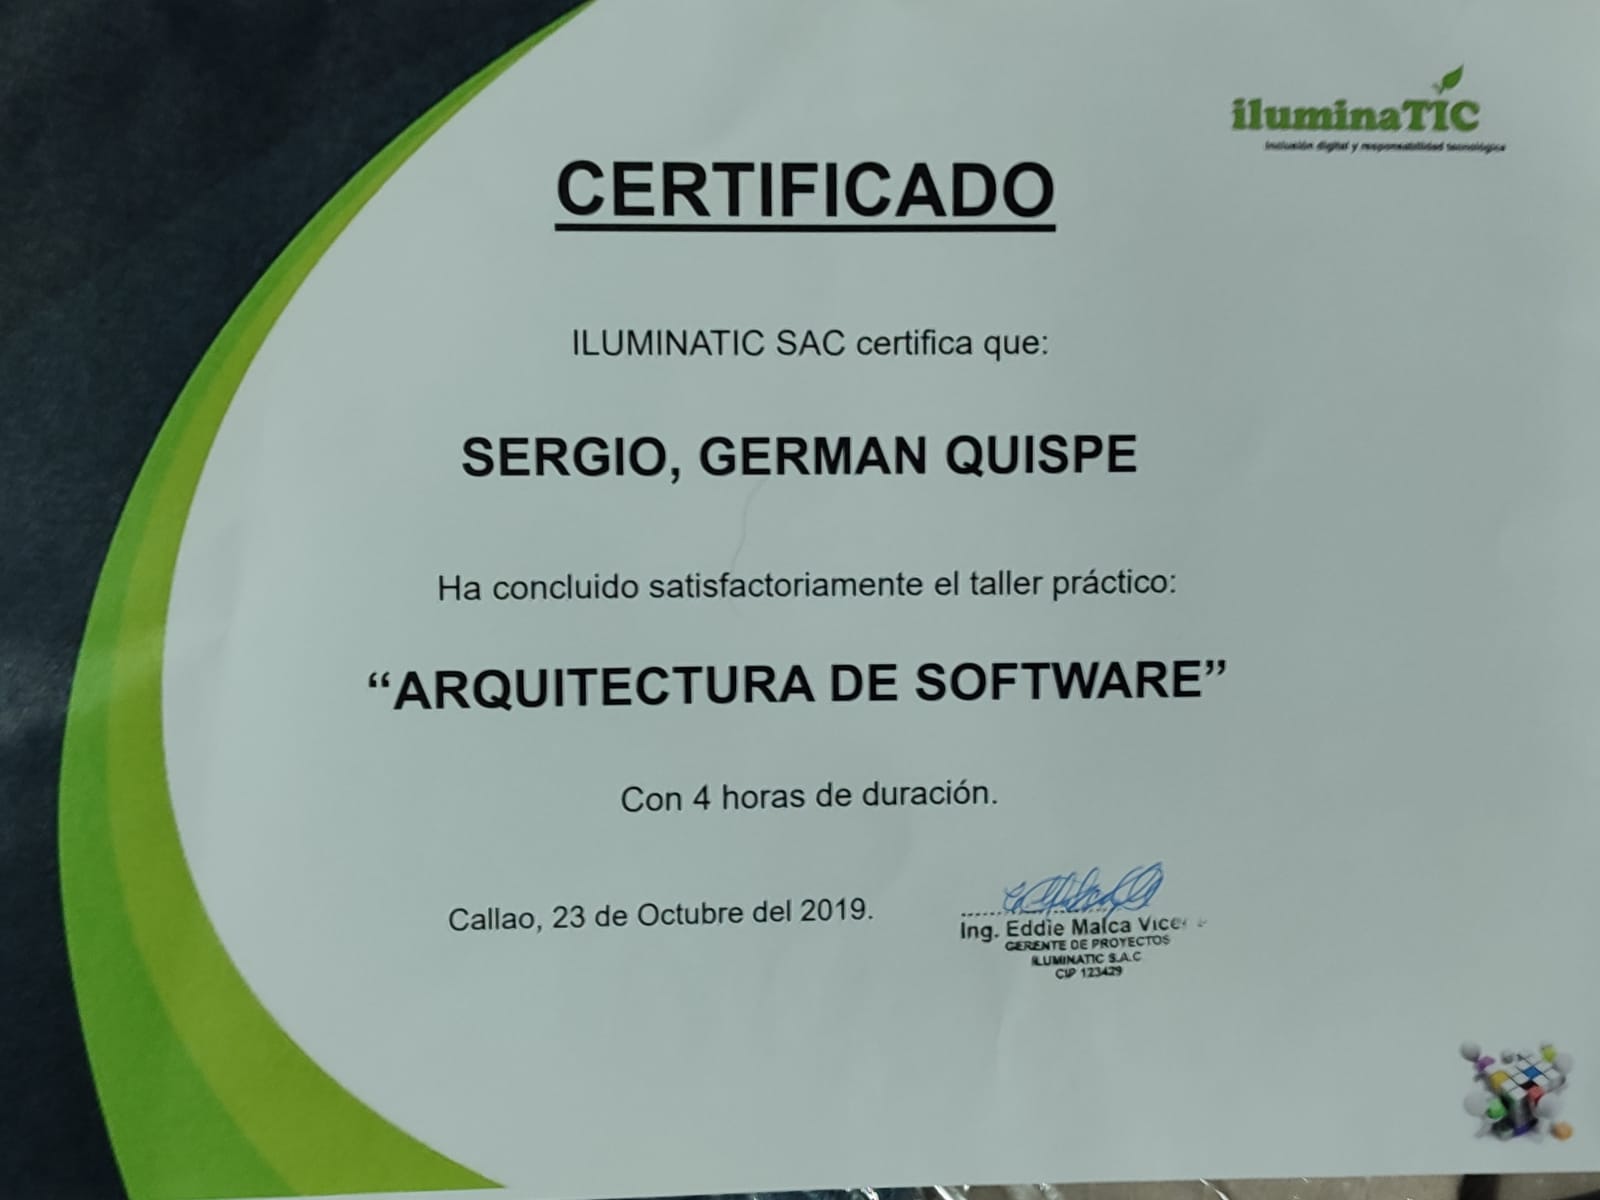 iluminaTIC
Inclusión digital y responsabilidad tecnológica
CERTIFICADO
ILUMINATIC SAC certifica que:
SERGIO, GERMAN QUISPE
Ha concluido satisfactoriamente el taller práctico:
“ARQUITECTURA DE SOFTWARE”
Con 4 horas de duración.
Callao, 23 de Octubre del 2019.
Ing. Eddie Malca
GERENTE DE PROYECTOS
ILUMINATIC S.A.C
CIP 123429